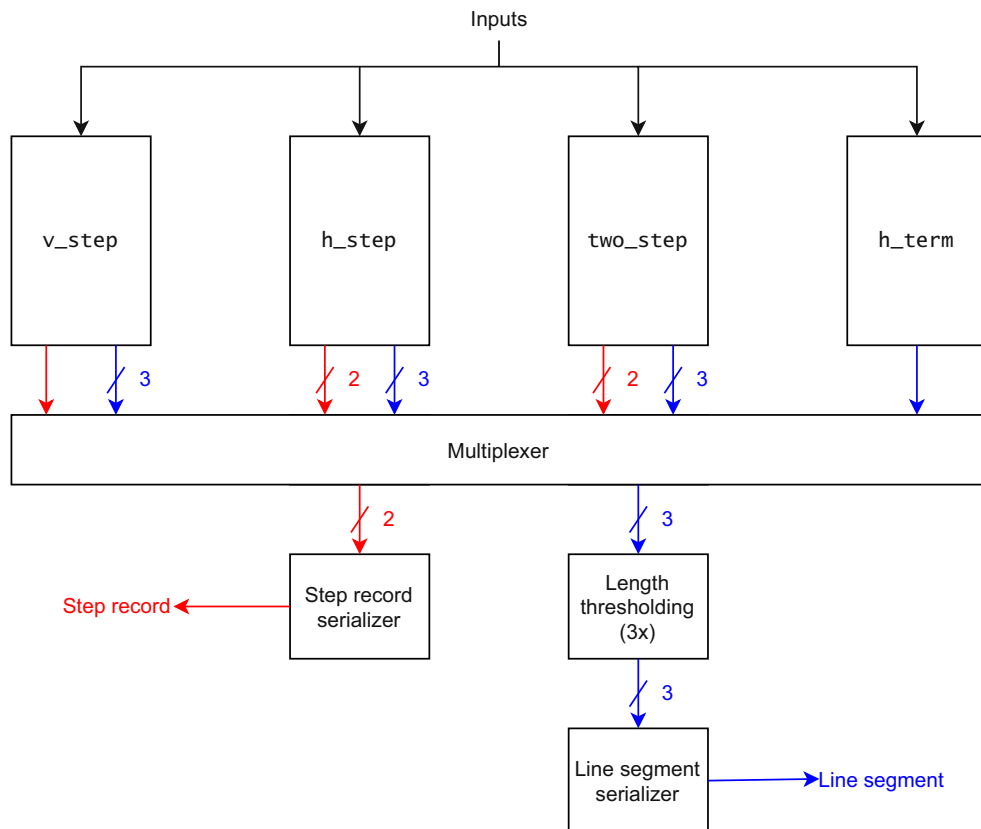 Inputs
v_step
h_step
two_step
h_term
3
2
3
2
3
Multiplexer
2
3
Step record
Step record
serializer
Length
thresholding
(3x)
3
Line segment
serializer
Line segment